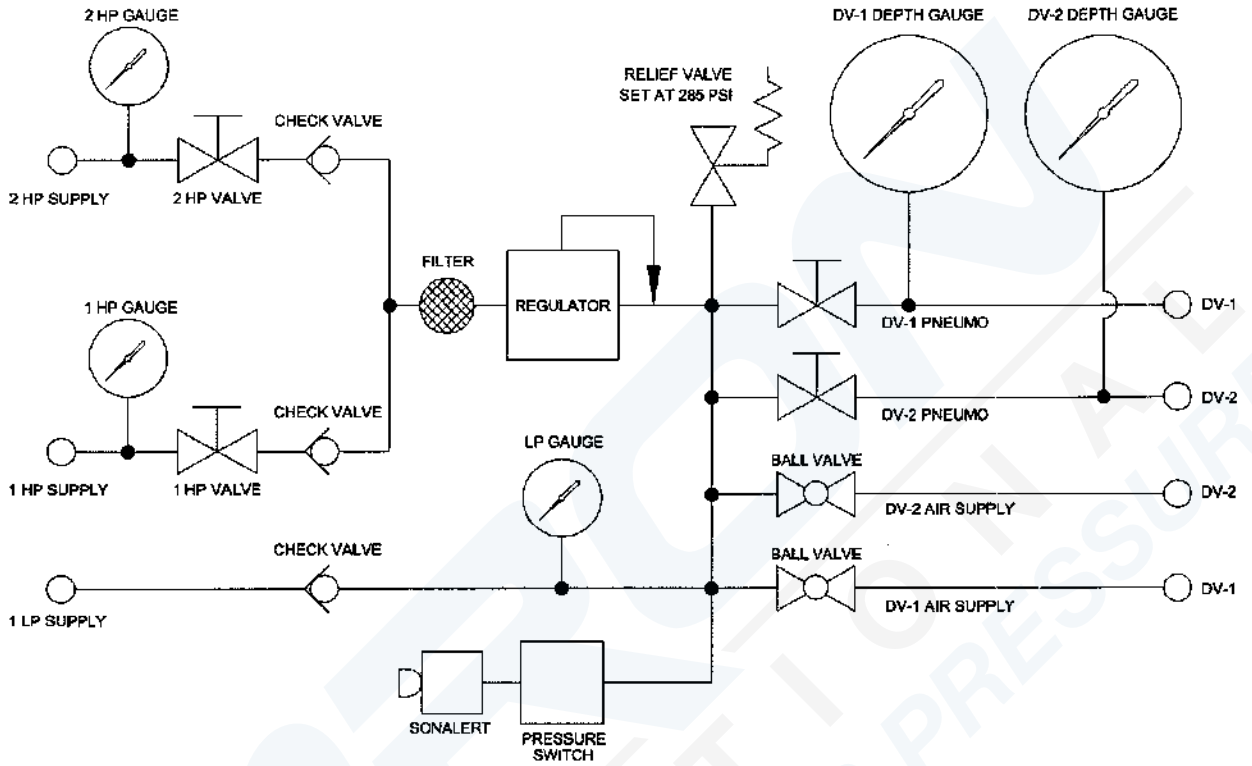 2 HP GAUGE
DV-1 DEPTH GAUGE
DV-2 DEPTH GAUGE
RELIEF VALVE
SET AT 285 PSI
CHECK VALVE
2 HP SUPPLY
2 HP VALVE
FILTER
REGULATOR
1 HP GAUGE
DV-1 PNEUMO
DV-1
CHECK VALVE
DV-2 PNEUMO
DV-2
LP GAUGE
BALL VALVE
1 HP SUPPLY
1 HP VALVE
DV-2 AIR SUPPLY
DV-2
CHECK VALVE
BALL VALVE
1 LP SUPPLY
DV-1 AIR SUPPLY
DV-1
SONALERT
PRESSURE
SWITCH